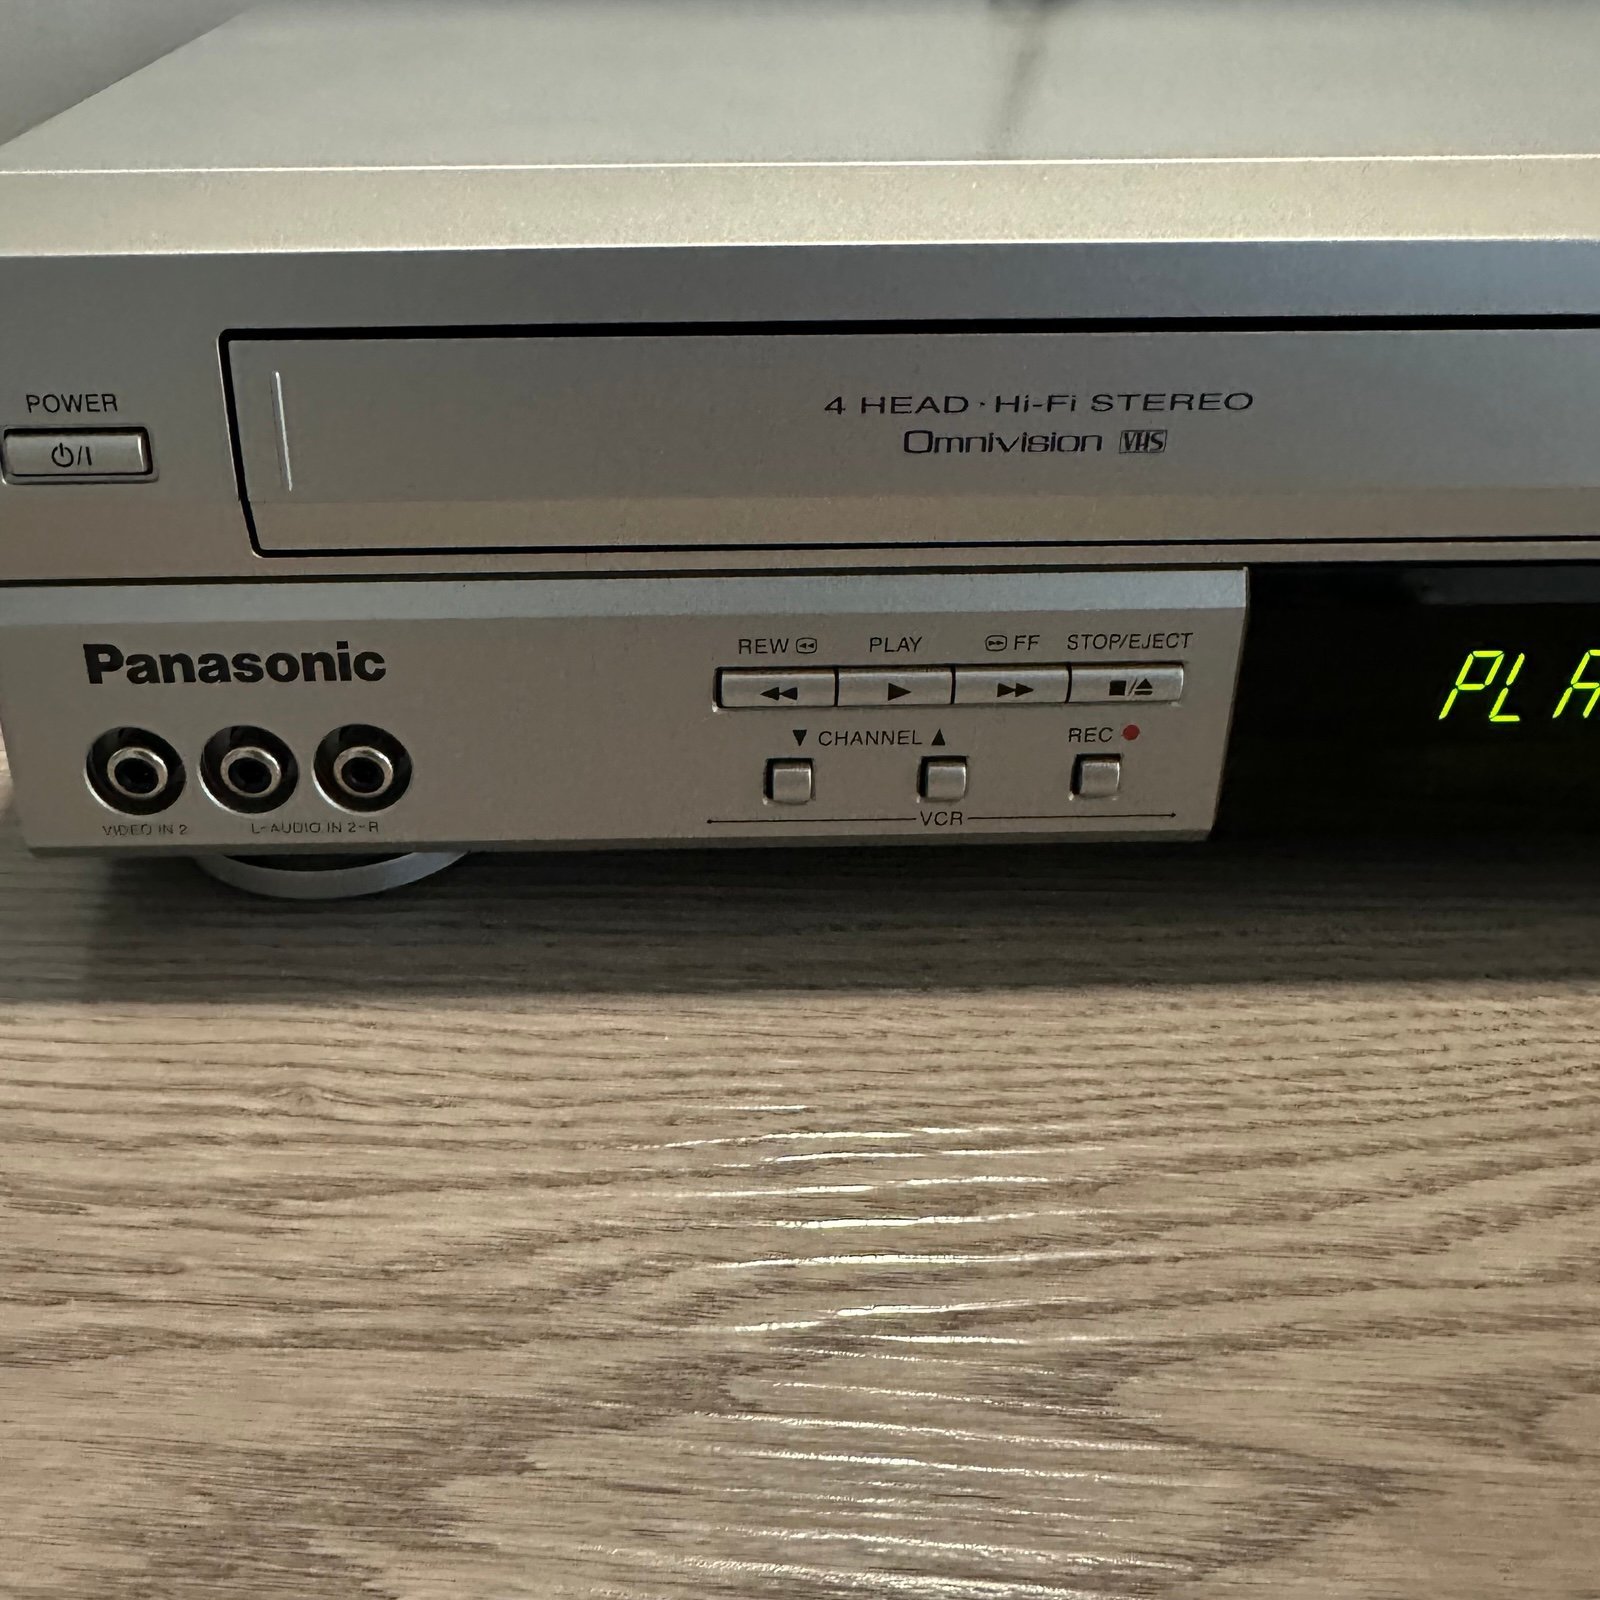 POWER
⏻/I
4 HEAD · Hi-Fi STEREO
Omnivision VHS
Panasonic
REW PLAY FF STOP/EJECT
▼ CHANNEL ▲ REC
VCR
VIDEO IN 2 L-AUDIO IN 2-R
PLA